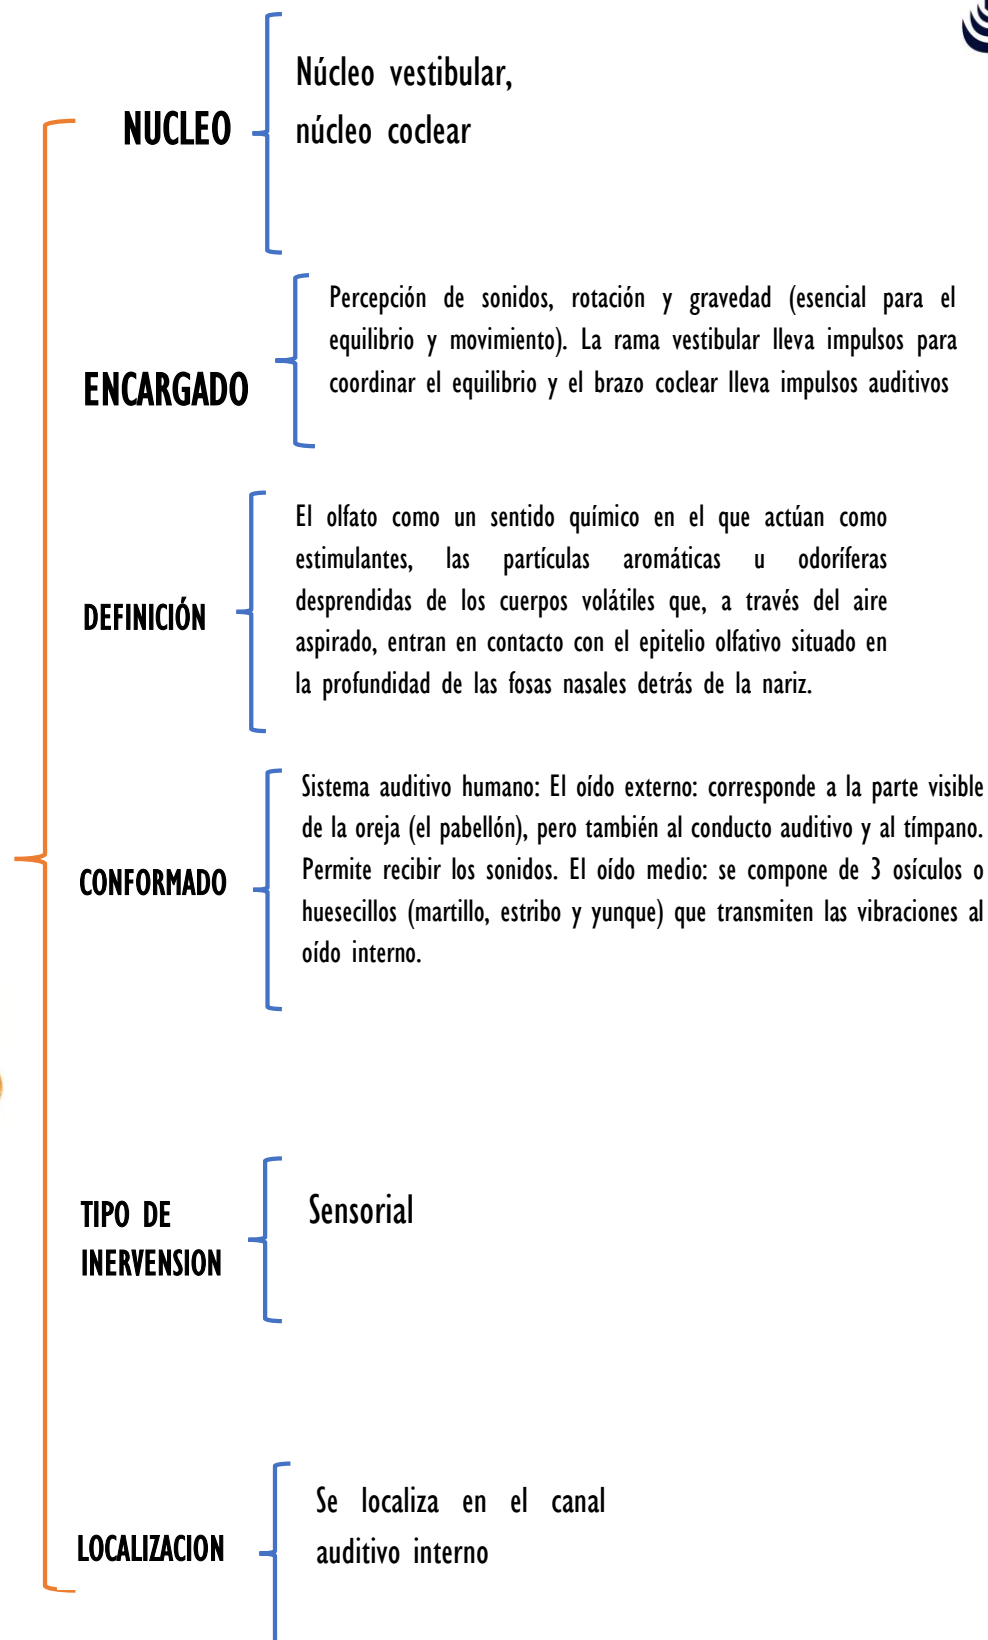 NUCLEO
Núcleo vestibular,
núcleo coclear
ENCARGADO
Percepción de sonidos, rotación y gravedad (esencial para el
equilibrio y movimiento). La rama vestibular lleva impulsos para
coordinar el equilibrio y el brazo coclear lleva impulsos auditivos
DEFINICIÓN
El olfato como un sentido químico en el que actúan como
estimulantes, las partículas aromáticas u odoríferas
desprendidas de los cuerpos volátiles que, a través del aire
aspirado, entran en contacto con el epitelio olfativo situado en
la profundidad de las fosas nasales detrás de la nariz.
CONFORMADO
Sistema auditivo humano: El oído externo: corresponde a la parte visible
de la oreja (el pabellón), pero también al conducto auditivo y al tímpano.
Permite recibir los sonidos. El oído medio: se compone de 3 osículos o
huesecillos (martillo, estribo y yunque) que transmiten las vibraciones al
oído interno.
TIPO DE
INERVENSION
Sensorial
LOCALIZACION
Se localiza en el canal
auditivo interno